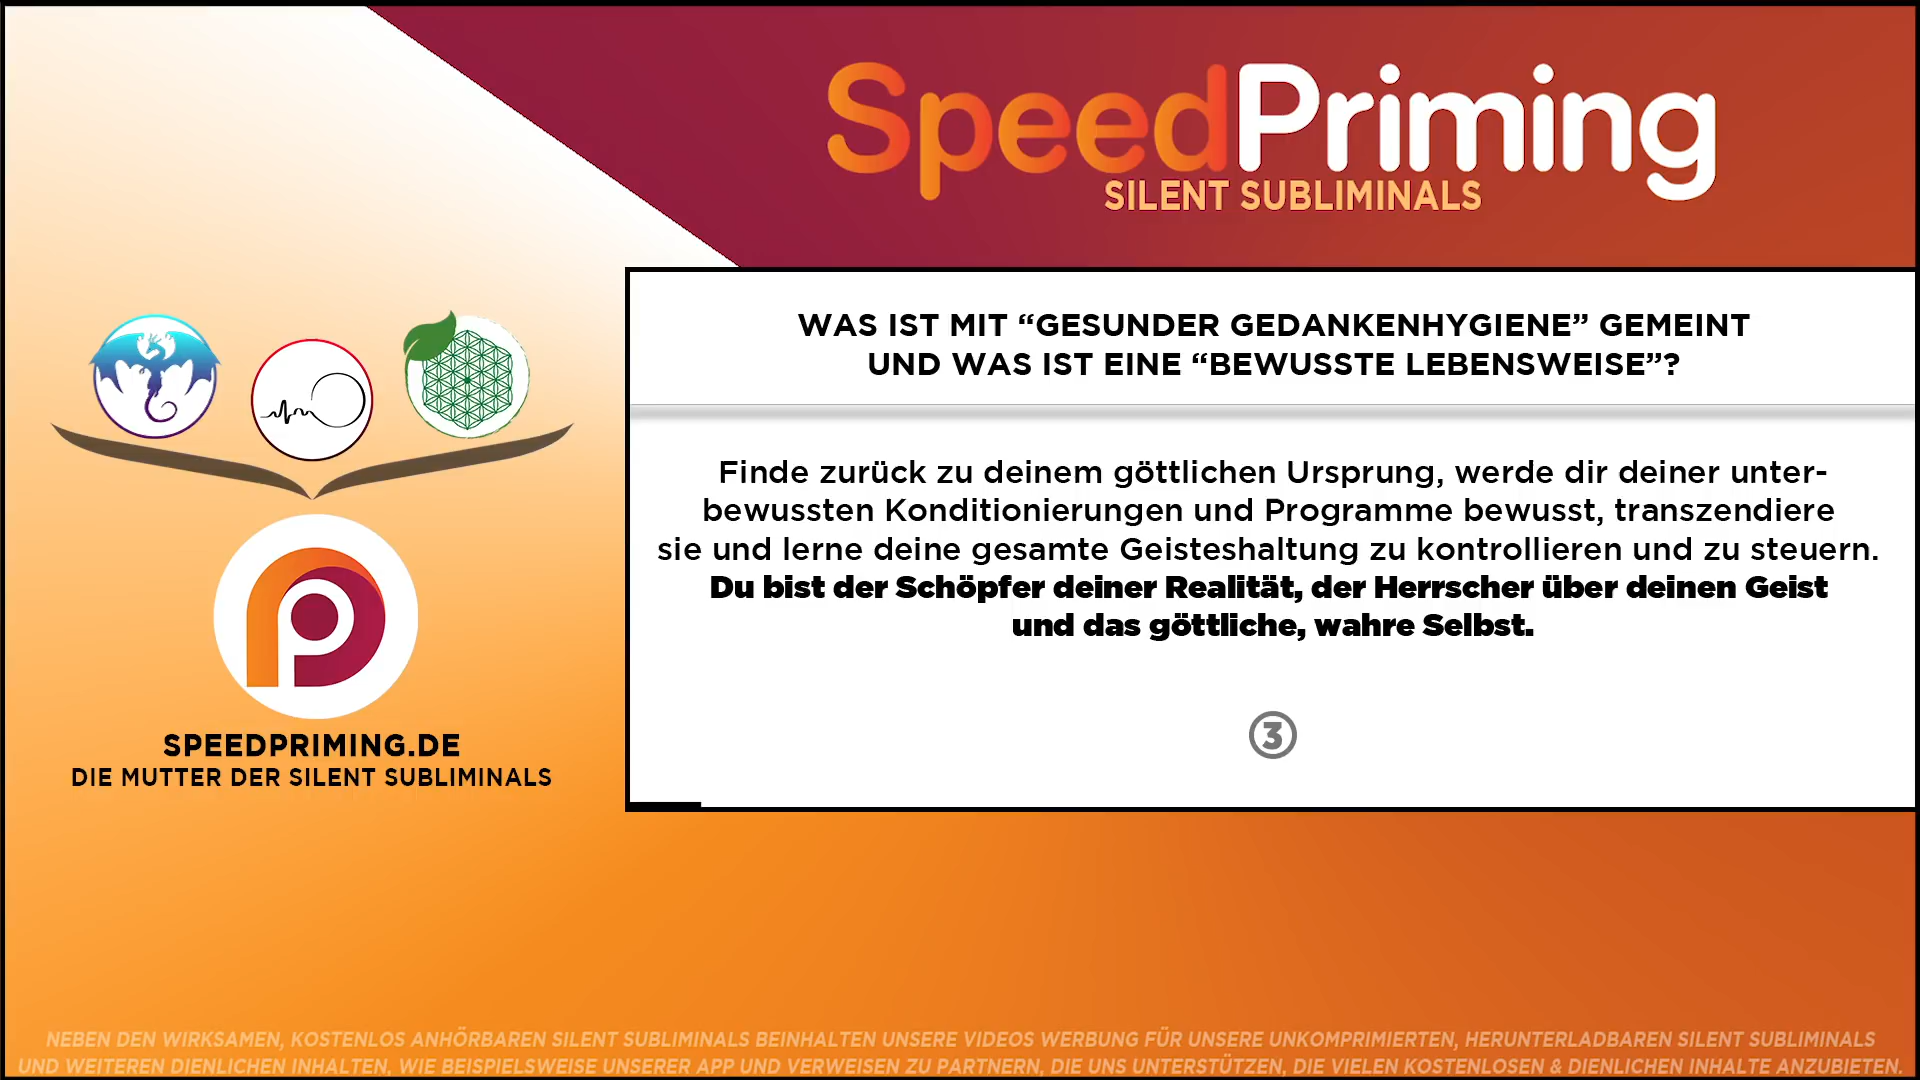 SpeedPriming
SILENT SUBLIMINALS
WAS IST MIT “GESUNDER GEDANKENHYGIENE” GEMEINT
UND WAS IST EINE “BEWUSSTE LEBENSWEISE”?
Finde zurück zu deinem göttlichen Ursprung, werde dir deiner unter-
bewussten Konditionierungen und Programme bewusst, transzendiere
sie und lerne deine gesamte Geisteshaltung zu kontrollieren und zu steuern.
Du bist der Schöpfer deiner Realität, der Herrscher über deinen Geist
und das göttliche, wahre Selbst.
3
SPEEDPRIMING.DE
DIE MUTTER DER SILENT SUBLIMINALS
NEBEN DEN WIRKSAMEN, KOSTENLOS ANHÖRBAREN SILENT SUBLIMINALS BEINHALTEN UNSERE VIDEOS WERBUNG FÜR UNSERE UNKOMPRIMIERTEN, HERUNTERLADBAREN SILENT SUBLIMINALS
UND WEITEREN DIENLICHEN INHALTEN, WIE BEISPIELSWEISE UNSERER APP UND VERWEISEN ZU PARTNERN, DIE UNS UNTERSTÜTZEN, DIE VIELEN KOSTENLOSEN & DIENLICHEN INHALTE ANZUBIETEN.